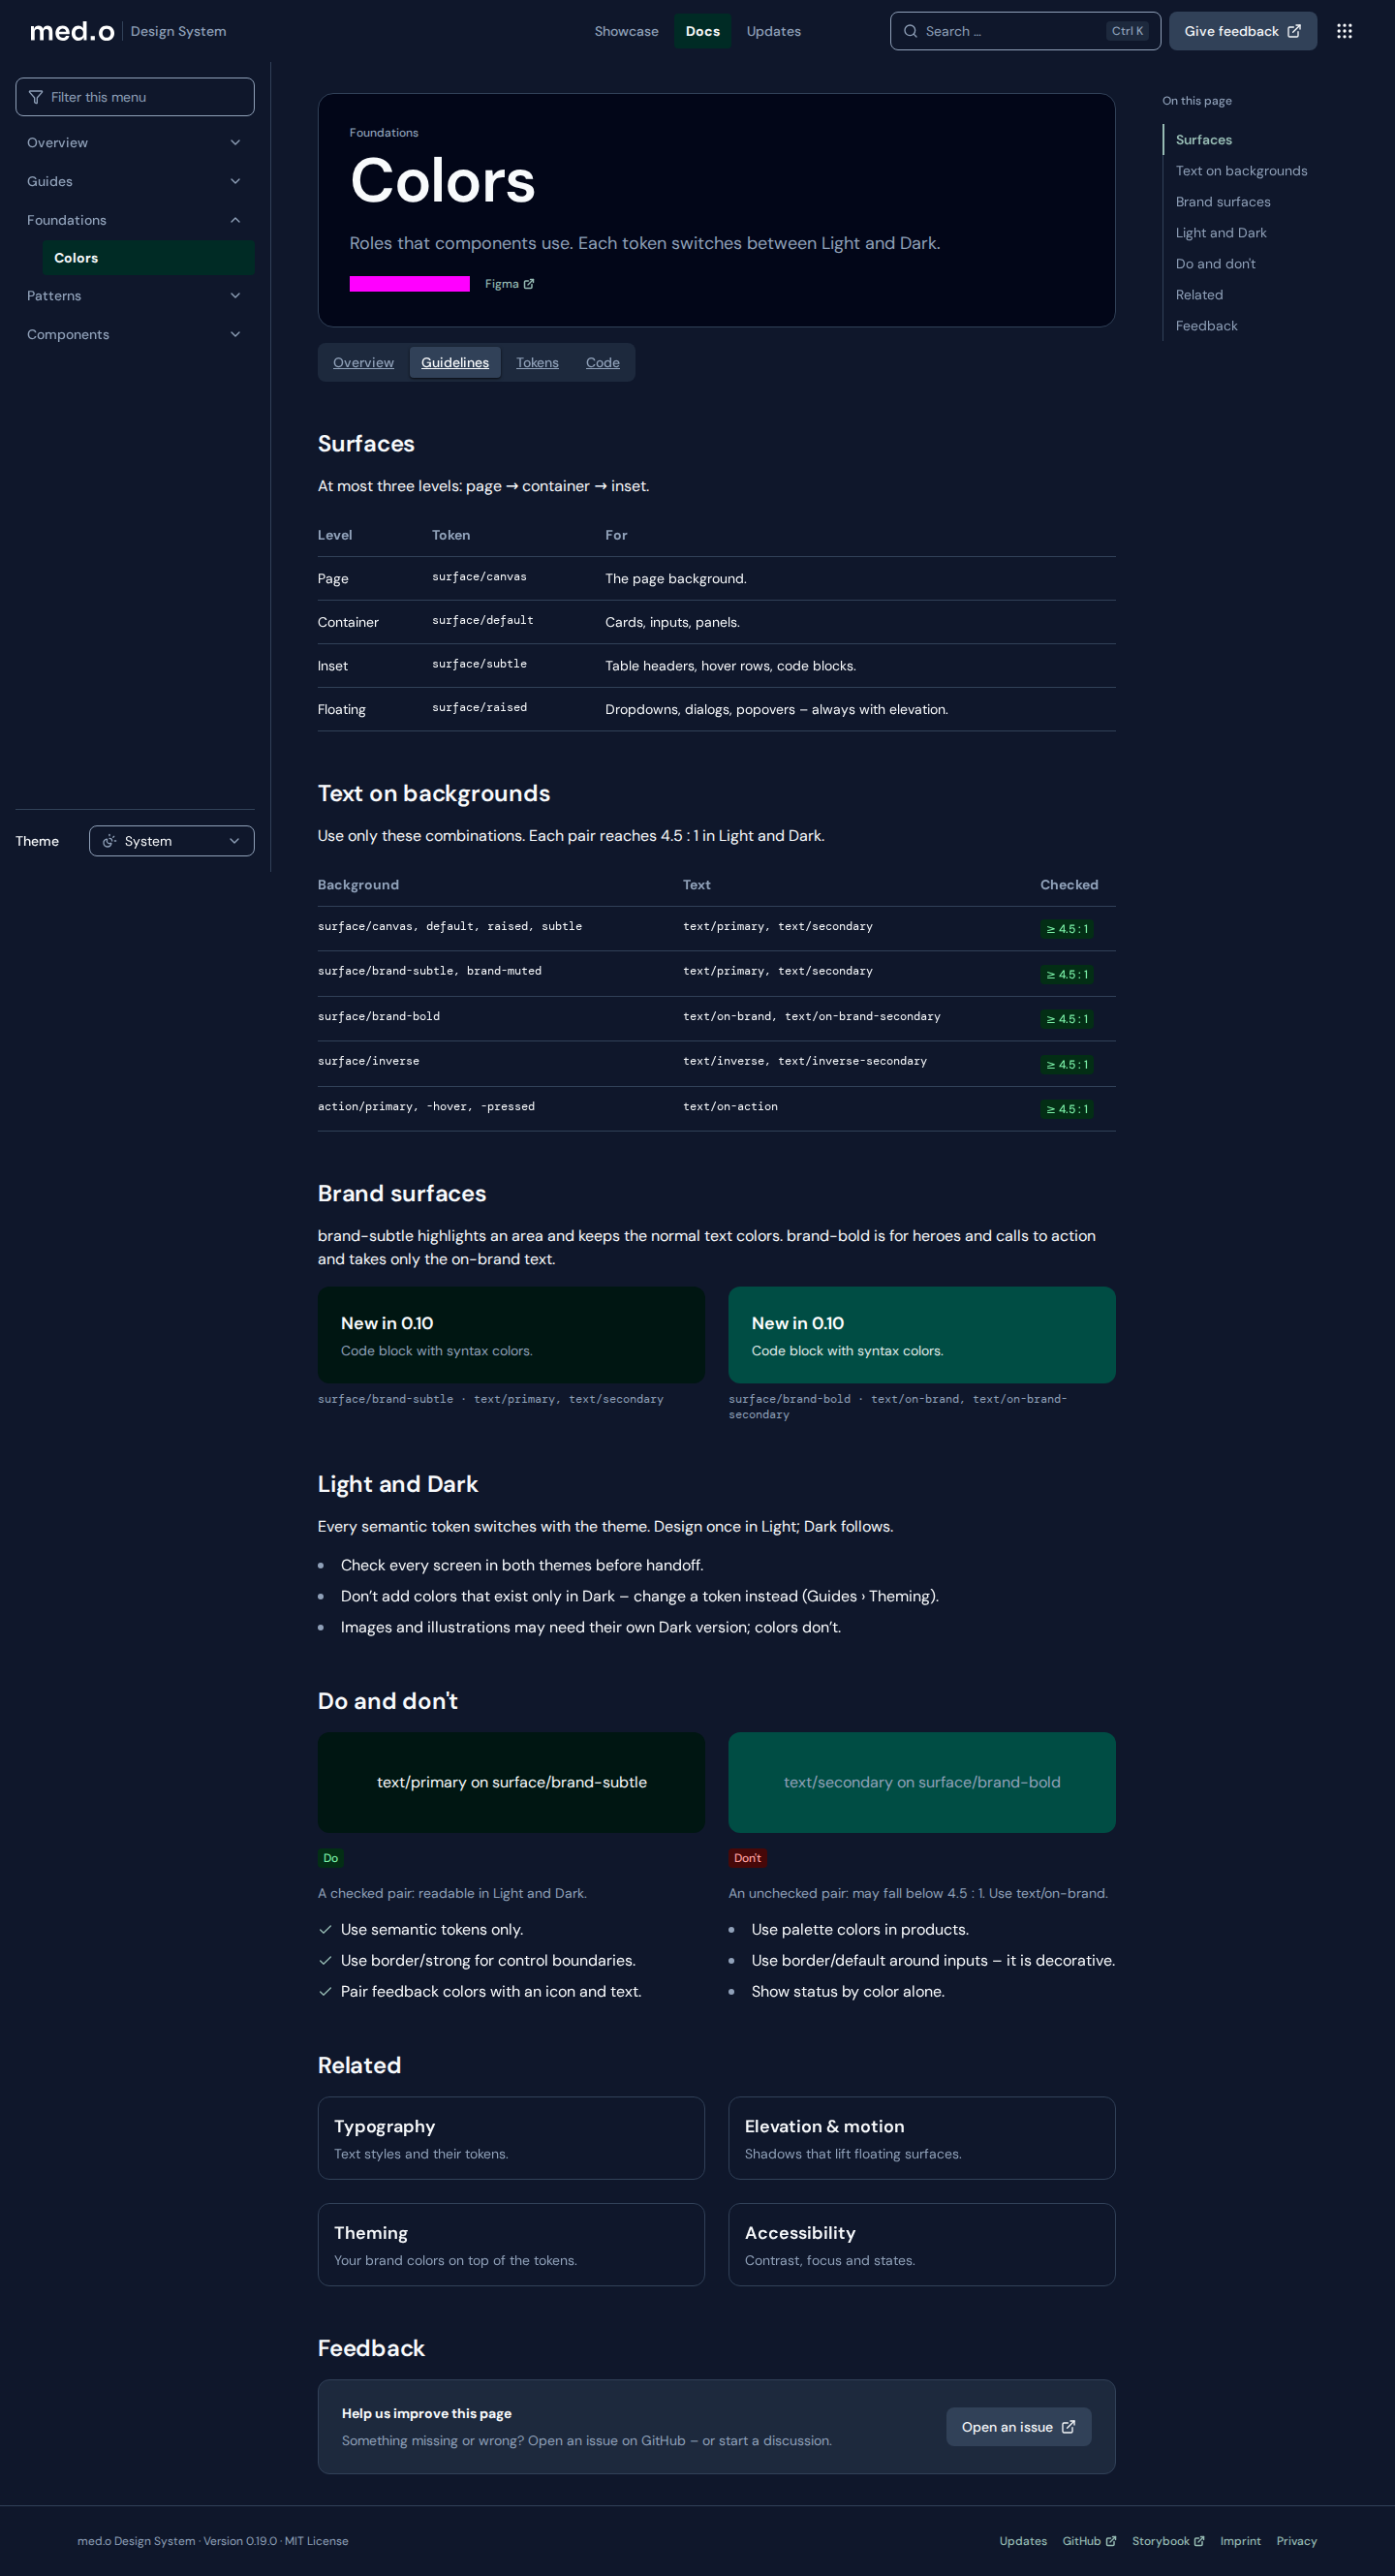 med.o Design System
Showcase Docs Updates
Search … Ctrl K
Give feedback
Filter this menu
Overview
Guides
Foundations
Colors
Patterns
Components
Theme System
Foundations
Colors
Roles that components use. Each token switches between Light and Dark.
Figma
Overview Guidelines Tokens Code
Surfaces
At most three levels: page → container → inset.
Level Token For
Page surface/canvas The page background.
Container surface/default Cards, inputs, panels.
Inset surface/subtle Table headers, hover rows, code blocks.
Floating surface/raised Dropdowns, dialogs, popovers – always with elevation.
Text on backgrounds
Use only these combinations. Each pair reaches 4.5 : 1 in Light and Dark.
Background Text Checked
surface/canvas, default, raised, subtle text/primary, text/secondary ≥ 4.5 : 1
surface/brand-subtle, brand-muted text/primary, text/secondary ≥ 4.5 : 1
surface/brand-bold text/on-brand, text/on-brand-secondary ≥ 4.5 : 1
surface/inverse text/inverse, text/inverse-secondary ≥ 4.5 : 1
action/primary, -hover, -pressed text/on-action ≥ 4.5 : 1
Brand surfaces
brand-subtle highlights an area and keeps the normal text colors. brand-bold is for heroes and calls to action
and takes only the on-brand text.
New in 0.10
Code block with syntax colors.
surface/brand-subtle · text/primary, text/secondary
New in 0.10
Code block with syntax colors.
surface/brand-bold · text/on-brand, text/on-brand-
secondary
Light and Dark
Every semantic token switches with the theme. Design once in Light; Dark follows.
Check every screen in both themes before handoff.
Don’t add colors that exist only in Dark – change a token instead (Guides › Theming).
Images and illustrations may need their own Dark version; colors don’t.
Do and don't
text/primary on surface/brand-subtle
Do
A checked pair: readable in Light and Dark.
Use semantic tokens only.
Use border/strong for control boundaries.
Pair feedback colors with an icon and text.
text/secondary on surface/brand-bold
Don't
An unchecked pair: may fall below 4.5 : 1. Use text/on-brand.
Use palette colors in products.
Use border/default around inputs – it is decorative.
Show status by color alone.
Related
Typography
Text styles and their tokens.
Elevation & motion
Shadows that lift floating surfaces.
Theming
Your brand colors on top of the tokens.
Accessibility
Contrast, focus and states.
Feedback
Help us improve this page
Something missing or wrong? Open an issue on GitHub – or start a discussion.
Open an issue
On this page
Surfaces
Text on backgrounds
Brand surfaces
Light and Dark
Do and don't
Related
Feedback
med.o Design System · Version 0.19.0 · MIT License
Updates GitHub Storybook Imprint Privacy